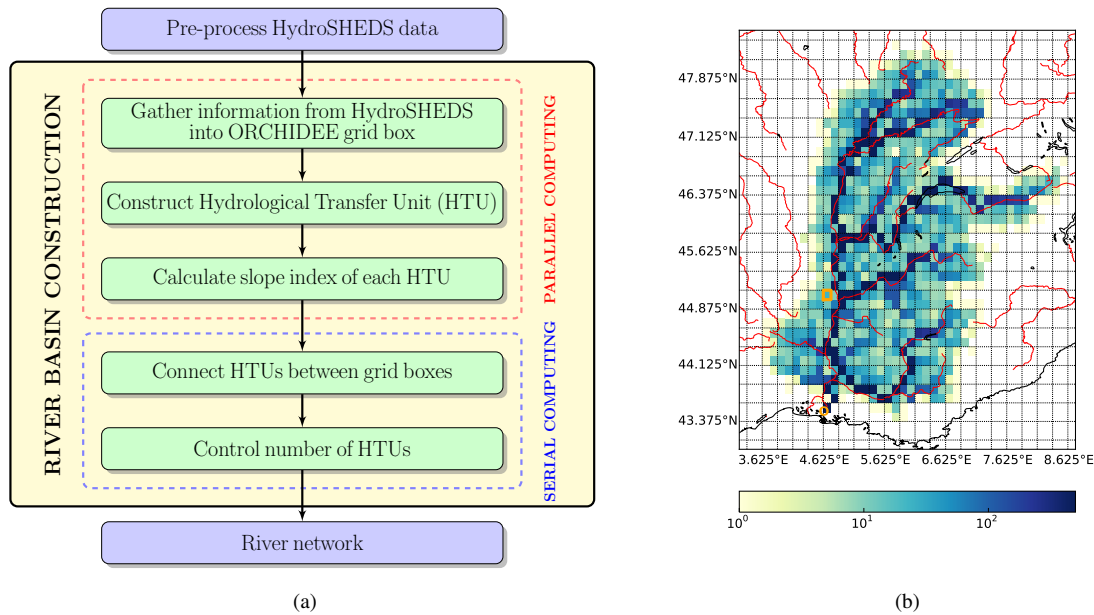 Pre-process HydroSHEDS data
RIVER BASIN CONSTRUCTION
Gather information from HydroSHEDS
into ORCHIDEE grid box
Construct Hydrological Transfer Unit (HTU)
Calculate slope index of each HTU
PARALLEL COMPUTING
Connect HTUs between grid boxes
Control number of HTUs
SERIAL COMPUTING
River network
(a)
47.875°N
47.125°N
46.375°N
45.625°N
44.875°N
44.125°N
43.375°N
3.625°E 4.625°E 5.625°E 6.625°E 7.625°E 8.625°E
10⁰ 10¹ 10²
(b)